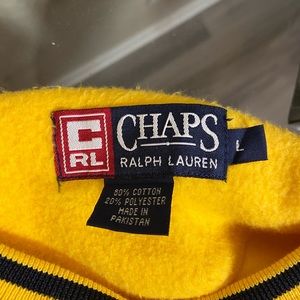 C
RL
CHAPS
RALPH LAUREN
L
80% COTTON
20% POLYESTER
MADE IN
PAKISTAN